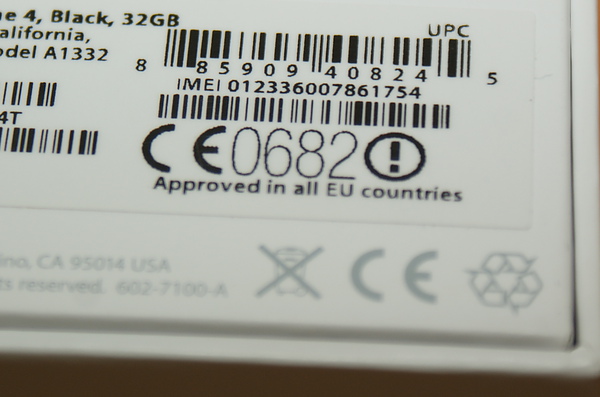 e 4, Black, 32GB
alifornia,
odel A1332
UPC
8 85909 40824 5
IMEI 012336007861754
4T
CE0682
Approved in all EU countries
ino, CA 95014 USA
ts reserved. 602-7100-A
CE